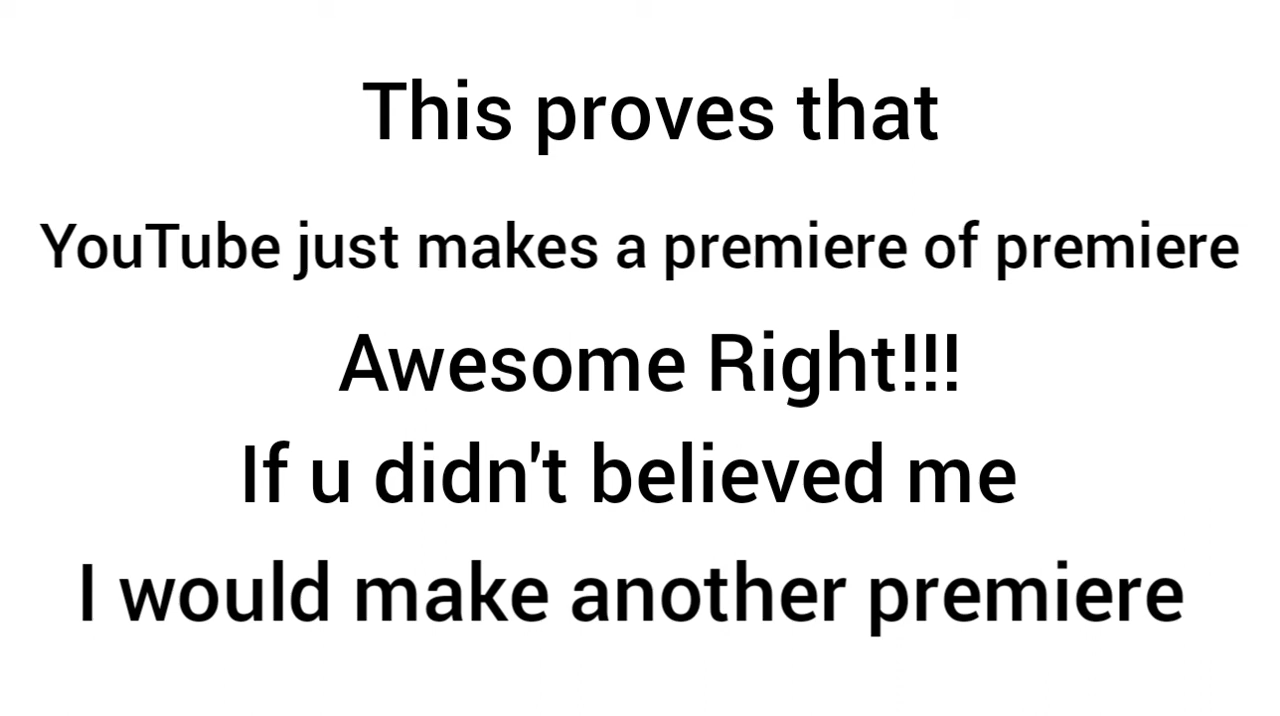 This proves that
YouTube just makes a premiere of premiere
Awesome Right!!!
If u didn't believed me
I would make another premiere